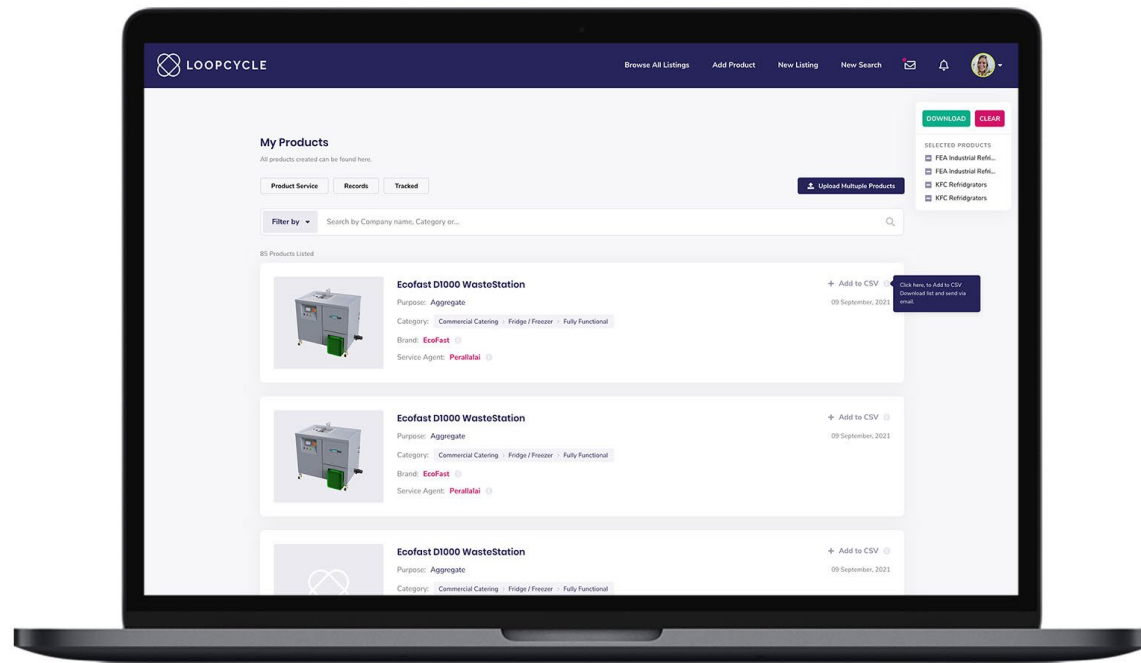 LOOPCYCLE
Browse All Listings Add Product New Listing New Search
DOWNLOAD CLEAR
SELECTED PRODUCTS
FEA Industrial Refri...
FEA Industrial Refri...
KFC Refridgrators
KFC Refridgrators
My Products
All products created can be found here.
Product Service Records Tracked
Upload Multuple Products
Filter by Search by Company name, Category or...
85 Products Listed
Ecofast D1000 WasteStation
+ Add to CSV
Click here, to Add to CSV
Download list and send via
email.
Purpose: Aggregate
09 September, 2021
Category: Commercial Catering > Fridge / Freezer > Fully Functional
Brand: EcoFast
Service Agent: Perallalai
Ecofast D1000 WasteStation
+ Add to CSV
Purpose: Aggregate
09 September, 2021
Category: Commercial Catering > Fridge / Freezer > Fully Functional
Brand: EcoFast
Service Agent: Perallalai
Ecofast D1000 WasteStation
+ Add to CSV
Purpose: Aggregate
09 September, 2021
Category: Commercial Catering > Fridge / Freezer > Fully Functional